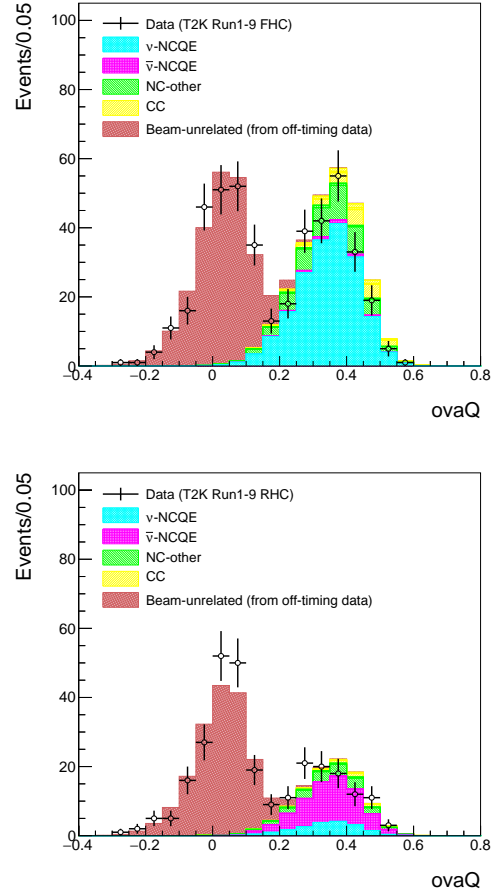 Events/0.05
100
80
60
40
20
0
Data (T2K Run1-9 FHC)
ν-NCQE
ν̄-NCQE
NC-other
CC
Beam-unrelated (from off-timing data)
−0.4 −0.2 0 0.2 0.4 0.6 0.8
ovaQ
Events/0.05
100
80
60
40
20
0
Data (T2K Run1-9 RHC)
ν-NCQE
ν̄-NCQE
NC-other
CC
Beam-unrelated (from off-timing data)
−0.4 −0.2 0 0.2 0.4 0.6 0.8
ovaQ